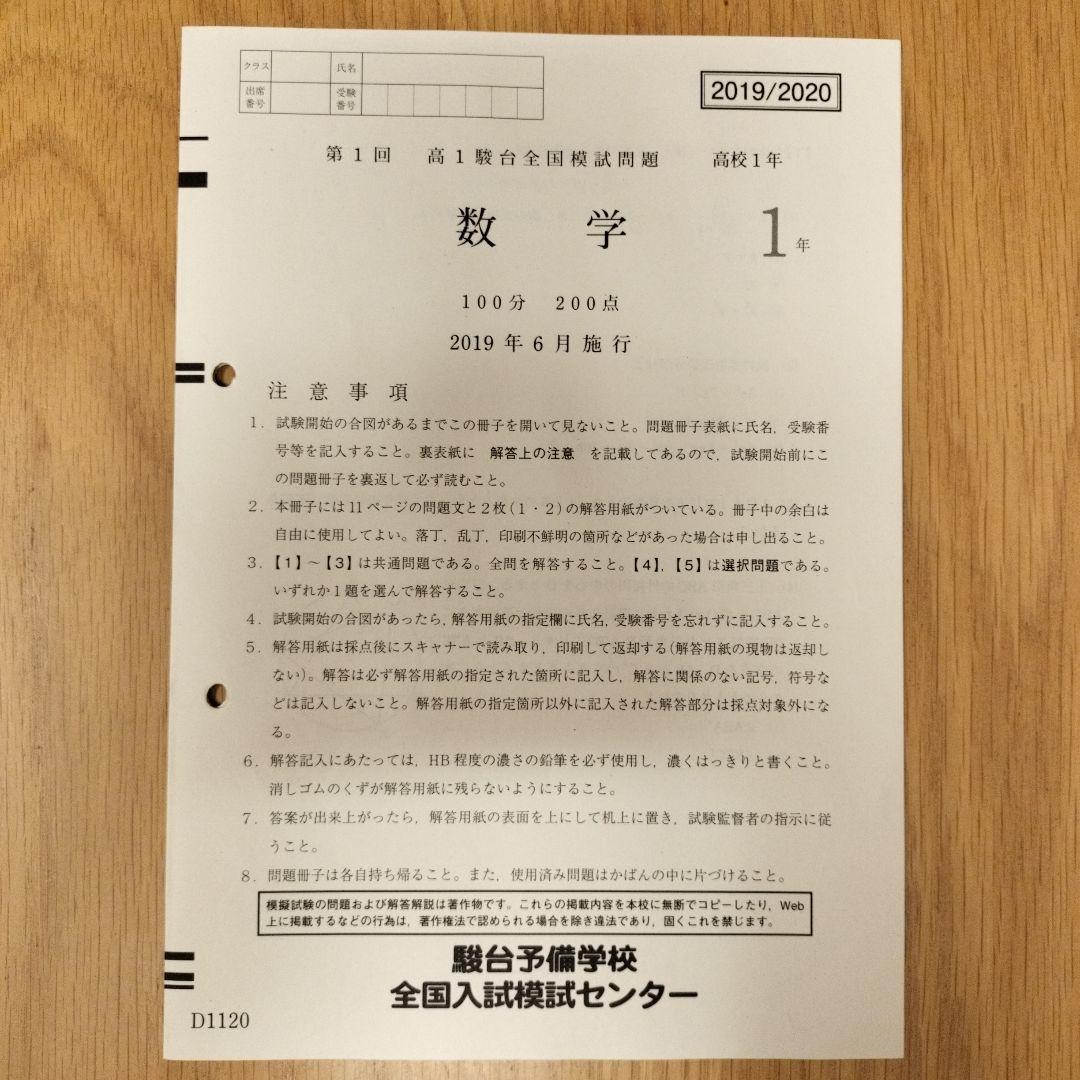 クラス 氏名
出席番号 受験番号
2019/2020
第1回 高1駿台全国模試問題 高校1年
数 学 1年
100分 200点
2019年6月施行
注意事項
1. 試験開始の合図があるまでこの冊子を開いて見ないこと。問題冊子表紙に氏名，受験番
号等を記入すること。裏表紙に 解答上の注意 を記載してあるので，試験開始前にこ
の問題冊子を裏返して必ず読むこと。
2. 本冊子には11ページの問題文と2枚(1・2)の解答用紙がついている。冊子中の余白は
自由に使用してよい。落丁，乱丁，印刷不鮮明の箇所などがあった場合は申し出ること。
3. 【1】～【3】は共通問題である。全問を解答すること。【4】，【5】は選択問題である。
いずれか1題を選んで解答すること。
4. 試験開始の合図があったら，解答用紙の指定欄に氏名，受験番号を忘れずに記入すること。
5. 解答用紙は採点後にスキャナーで読み取り，印刷して返却する(解答用紙の現物は返却し
ない)。解答は必ず解答用紙の指定された箇所に記入し，解答に関係のない記号，符号な
どは記入しないこと。解答用紙の指定箇所以外に記入された解答部分は採点対象外にな
る。
6. 解答記入にあたっては，HB程度の濃さの鉛筆を必ず使用し，濃くはっきりと書くこと。
消しゴムのくずが解答用紙に残らないようにすること。
7. 答案が出来上がったら，解答用紙の表面を上にして机上に置き，試験監督者の指示に従
うこと。
8. 問題冊子は各自持ち帰ること。また，使用済み問題はかばんの中に片づけること。
模擬試験の問題および解答解説は著作物です。これらの掲載内容を本校に無断でコピーしたり，Web
上に掲載するなどの行為は，著作権法で認められる場合を除き違法であり，固くこれを禁じます。
駿台予備学校
全国入試模試センター
D1120